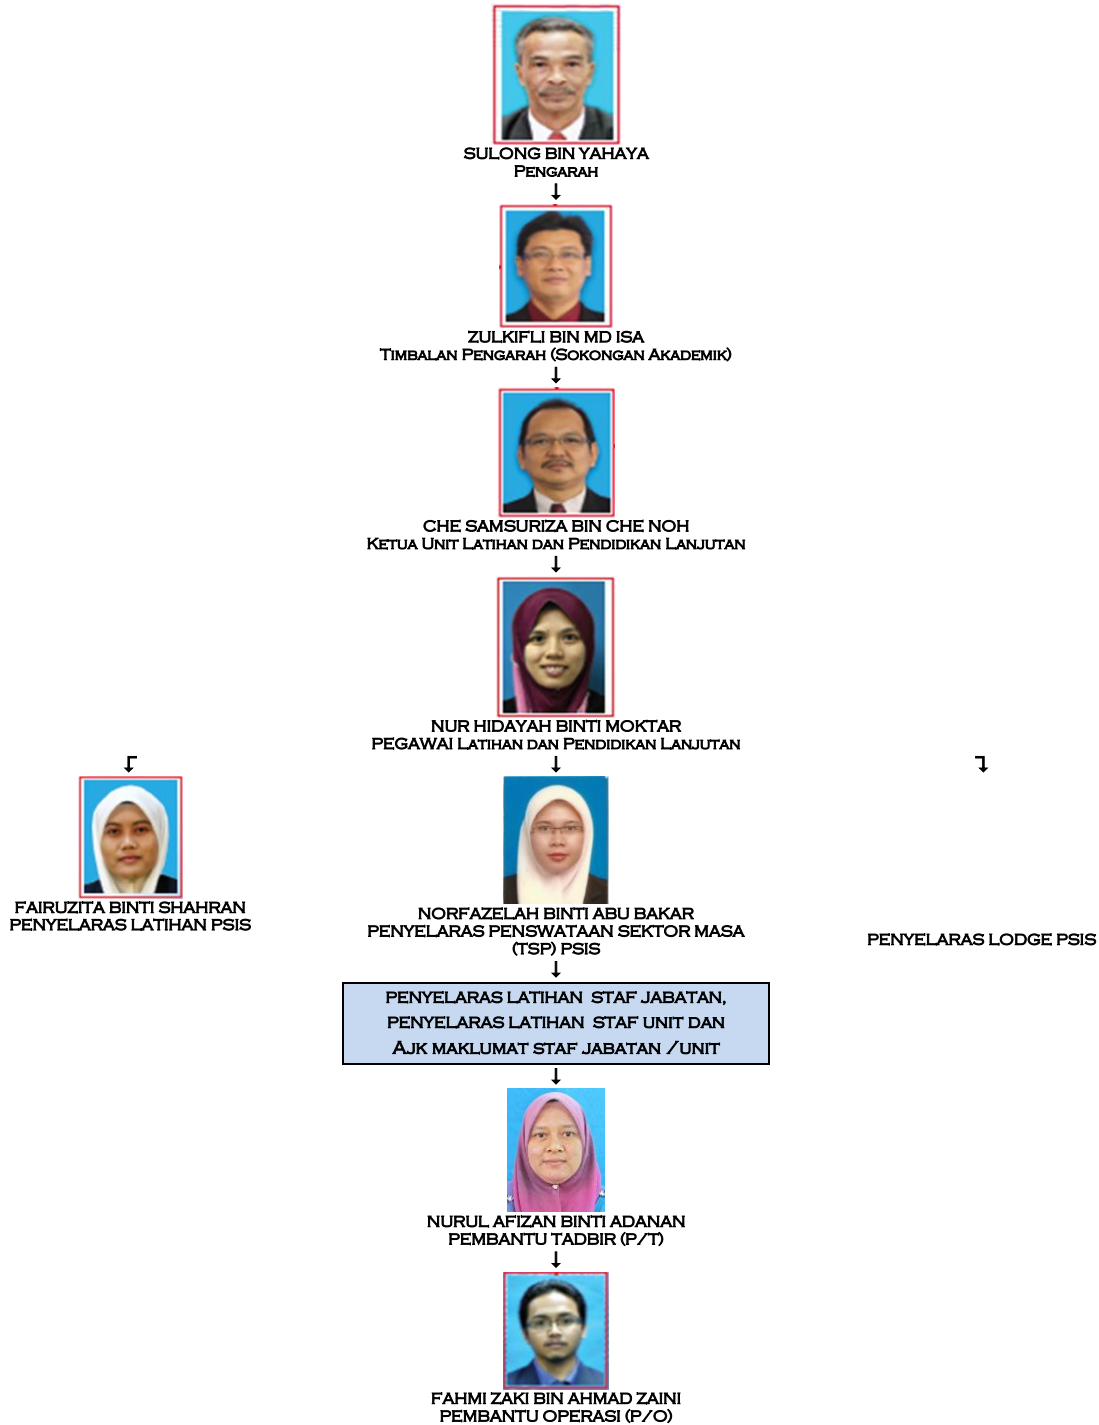 SULONG BIN YAHAYA
Pengarah
ZULKIFLI BIN MD ISA
Timbalan Pengarah (Sokongan Akademik)
CHE SAMSURIZA BIN CHE NOH
Ketua Unit Latihan dan Pendidikan Lanjutan
NUR HIDAYAH BINTI MOKTAR
PEGAWAI Latihan dan Pendidikan Lanjutan
FAIRUZITA BINTI SHAHRAN
PENYELARAS LATIHAN PSIS
NORFAZELAH BINTI ABU BAKAR
PENYELARAS PENSWATAAN SEKTOR MASA
(TSP) PSIS
PENYELARAS LODGE PSIS
PENYELARAS LATIHAN STAF JABATAN,
PENYELARAS LATIHAN STAF UNIT DAN
AJK MAKLUMAT STAF JABATAN /UNIT
NURUL AFIZAN BINTI ADANAN
PEMBANTU TADBIR (P/T)
FAHMI ZAKI BIN AHMAD ZAINI
PEMBANTU OPERASI (P/O)